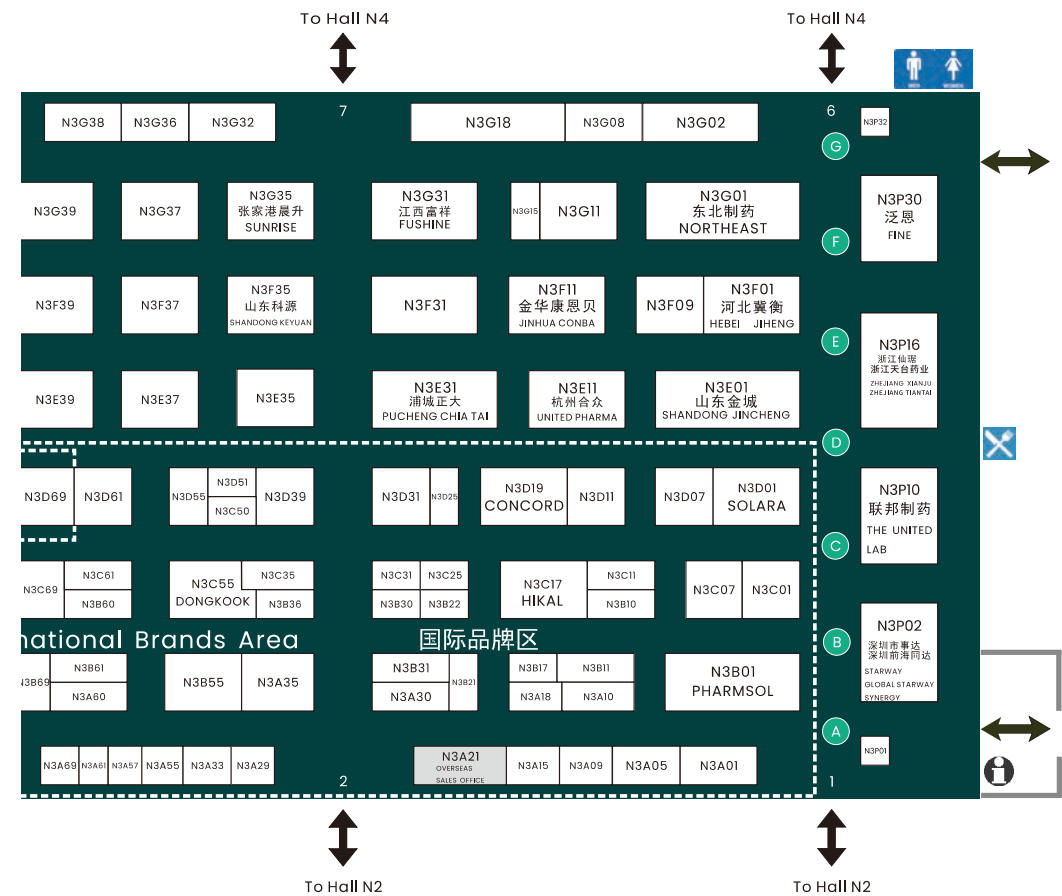 To Hall N4
To Hall N4
MEN
WOMEN
7
6
N3G38
N3G36
N3G32
N3G18
N3G08
N3G02
N3P32
G
N3G39
N3G37
N3G35
张家港晨升
SUNRISE
N3G31
江西富祥
FUSHINE
N3G15
N3G11
N3G01
东北制药
NORTHEAST
N3P30
泛恩
FINE
F
N3F39
N3F37
N3F35
山东科源
SHANDONG KEYUAN
N3F31
N3F11
金华康恩贝
JINHUA CONBA
N3F09
N3F01
河北冀衡
HEBEI JIHENG
E
N3P16
浙江仙琚
浙江天台药业
ZHEJIANG XIANJU
ZHEJIANG TIANTAI
N3E39
N3E37
N3E35
N3E31
浦城正大
PUCHENG CHIA TAI
N3E11
杭州合众
UNITED PHARMA
N3E01
山东金城
SHANDONG JINCHENG
D
N3D69
N3D61
N3D55
N3D51
N3C50
N3D39
N3D31
N3D25
N3D19
CONCORD
N3D11
N3D07
N3D01
SOLARA
N3P10
联邦制药
THE UNITED
LAB
C
N3C69
N3C61
N3B60
N3C55
DONGKOOK
N3C35
N3B36
N3C31
N3C25
N3B30
N3B22
N3C17
HIKAL
N3C11
N3B10
N3C07
N3C01
national Brands Area
国际品牌区
B
N3P02
深圳市事达
深圳前海同达
STARWAY
GLOBAL STARWAY
SYNERGY
N3B69
N3B61
N3A60
N3B55
N3A35
N3B31
N3A30
N3B21
N3B17
N3B11
N3A18
N3A10
N3B01
PHARMSOL
A
N3P01
N3A69
N3A61
N3A57
N3A55
N3A33
N3A29
N3A21
OVERSEAS
SALES OFFICE
N3A15
N3A09
N3A05
N3A01
2
1
To Hall N2
To Hall N2